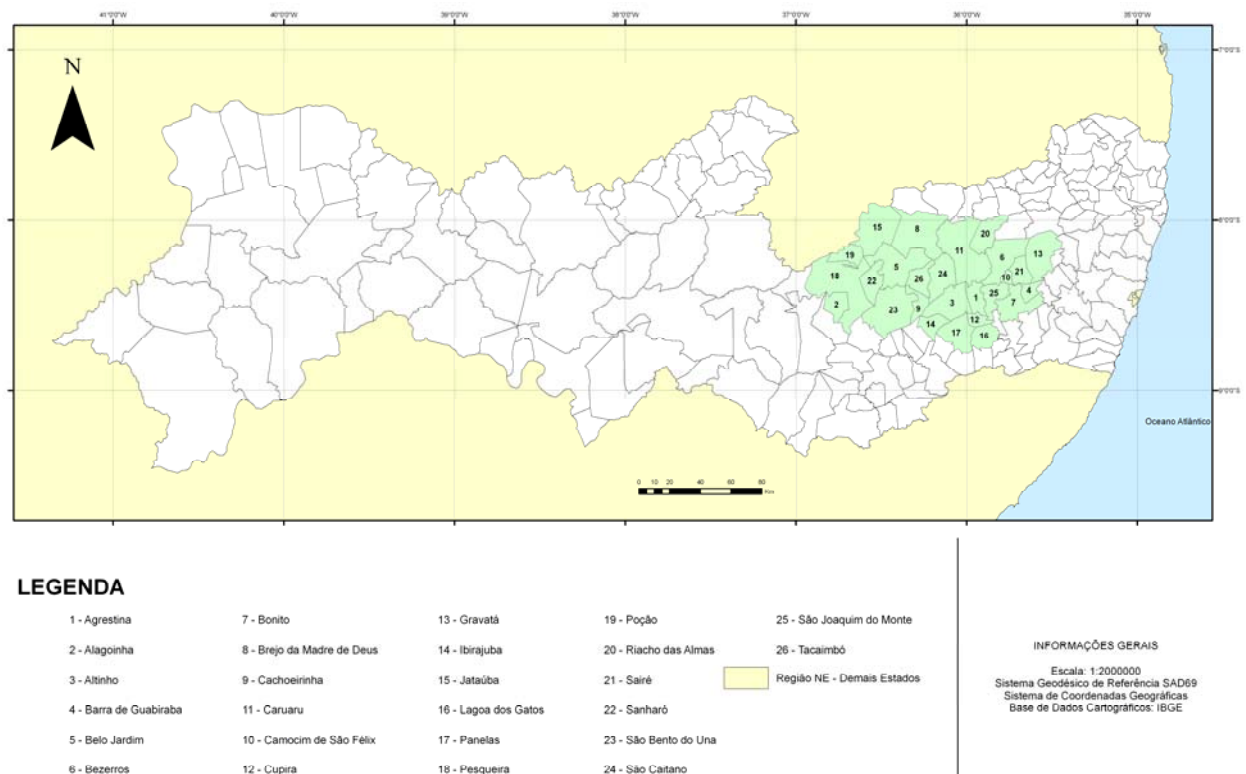 41°0'0"W 40°0'0"W 39°0'0"W 38°0'0"W 37°0'0"W 36°0'0"W 35°0'0"W
7°0'0"S
N
8°0'0"S
9°0'0"S
15
8
20
11
13
19
6
5
21
10
18
24
26
22
4
25
1
2
3
7
9
23
12
14
17
16
Oceano Atlântico
0 10 20 40 60 80
Km
LEGENDA
1 - Agrestina
2 - Alagoinha
3 - Altinho
4 - Barra de Guabiraba
5 - Belo Jardim
6 - Bezerros
7 - Bonito
8 - Brejo da Madre de Deus
9 - Cachoeirinha
11 - Caruaru
10 - Camocim de São Félix
12 - Cupira
13 - Gravatá
14 - Ibirajuba
15 - Jataúba
16 - Lagoa dos Gatos
17 - Panelas
18 - Pesqueira
19 - Poção
20 - Riacho das Almas
21 - Sairé
22 - Sanharó
23 - São Bento do Una
24 - São Caitano
25 - São Joaquim do Monte
26 - Tacaimbó
Região NE - Demais Estados
INFORMAÇÕES GERAIS
Escala: 1:2000000
Sistema Geodésico de Referência SAD69
Sistema de Coordenadas Geográficas
Base de Dados Cartográficos: IBGE